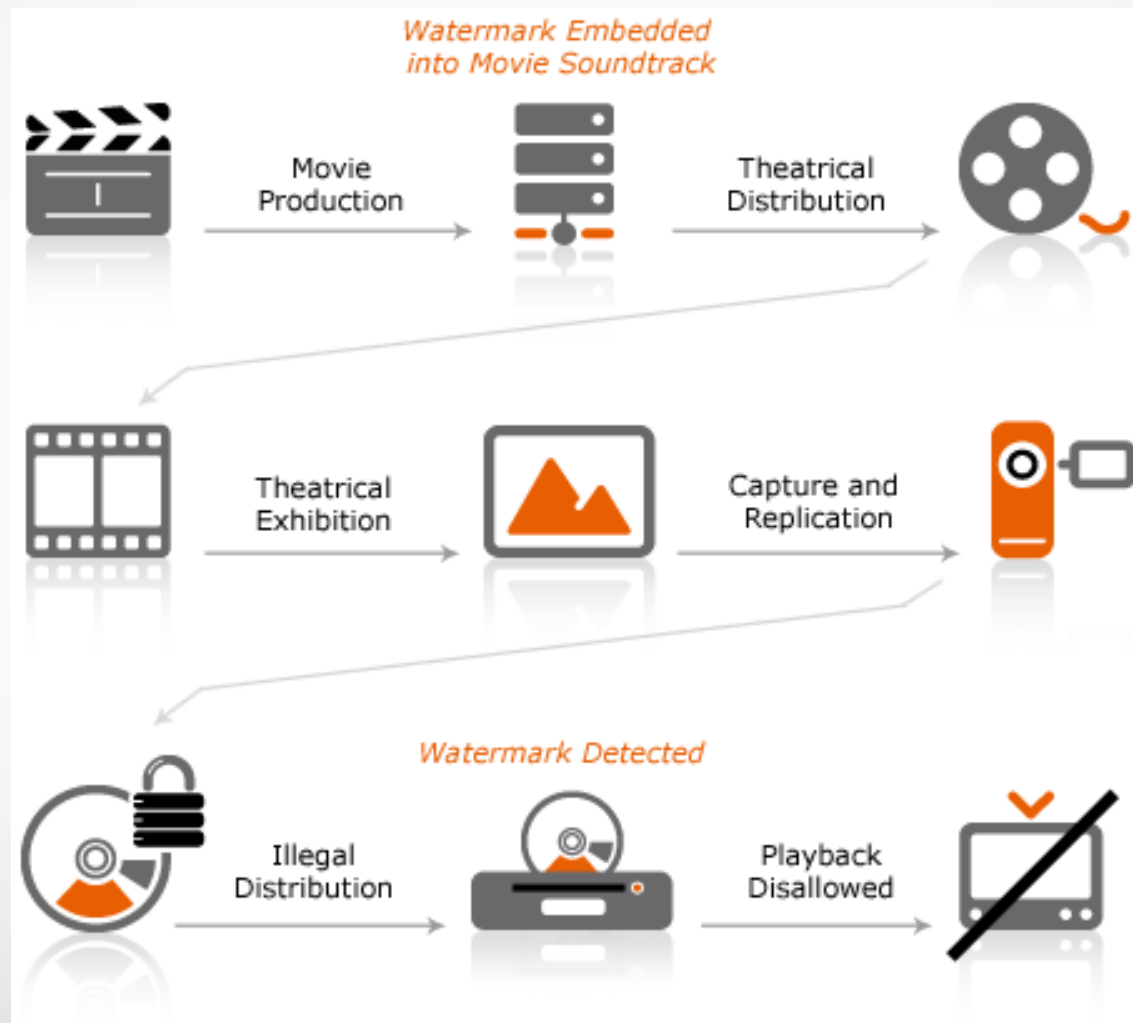 Watermark Embedded
into Movie Soundtrack
Movie
Production
Theatrical
Distribution
Theatrical
Exhibition
Capture and
Replication
Watermark Detected
Illegal
Distribution
Playback
Disallowed